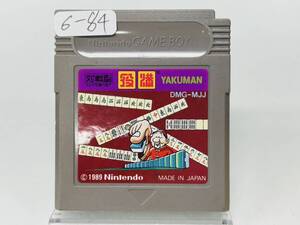 6-84
Nintendo GAME BOY
役満
YAKUMAN
DMG-MJJ
© 1989 Nintendo
MADE IN JAPAN